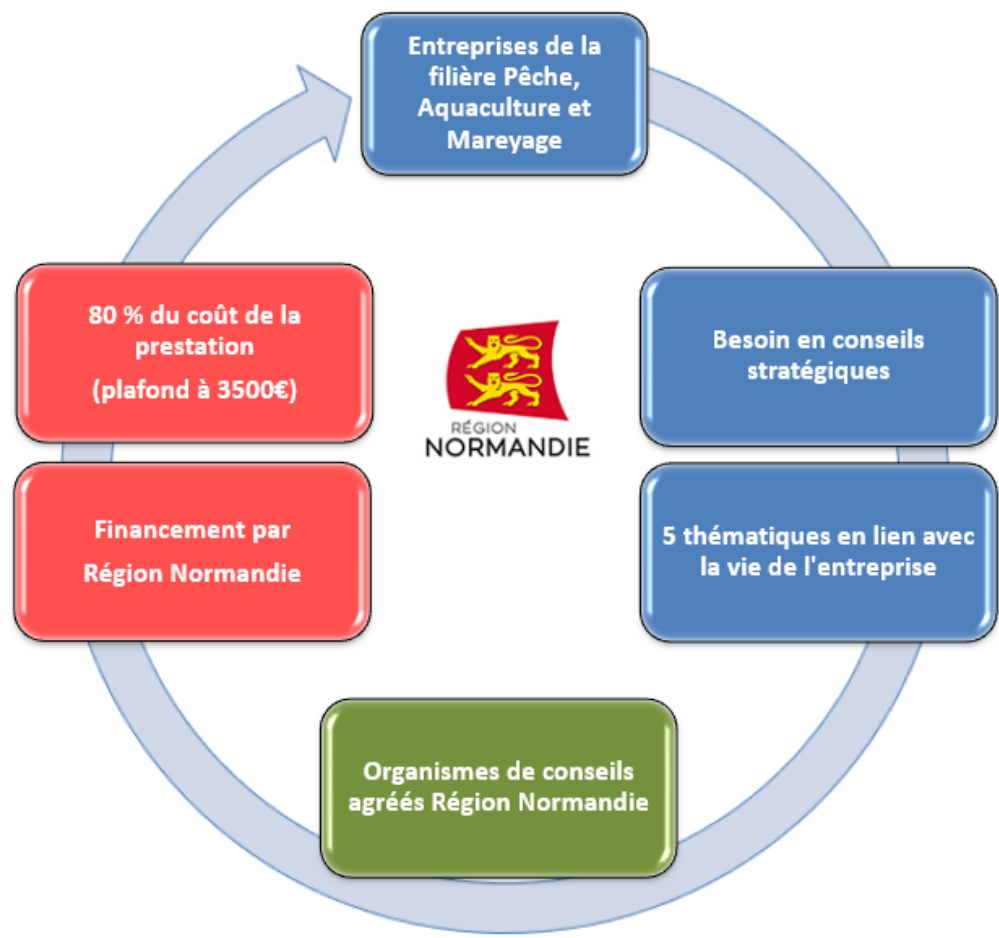 Entreprises de la
filière Pêche,
Aquaculture et
Mareyage
Besoin en conseils
stratégiques
5 thématiques en lien avec
la vie de l'entreprise
Organismes de conseils
agréés Région Normandie
Financement par
Région Normandie
80 % du coût de la
prestation
(plafond à 3500€)
RÉGION
NORMANDIE